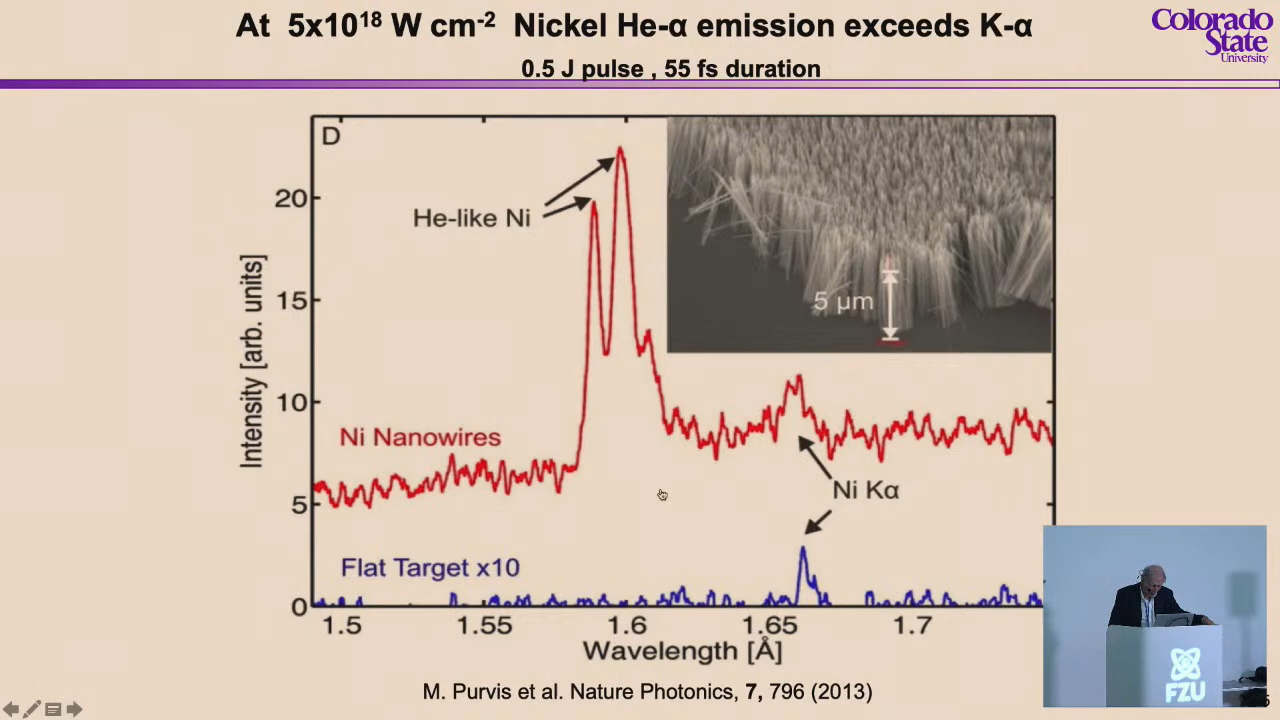 At 5x10¹⁸ W cm⁻² Nickel He-α emission exceeds K-α
0.5 J pulse , 55 fs duration
Colorado
State
University
D
20
15
10
5
0
Intensity [arb. units]
He-like Ni
5 μm
Ni Nanowires
Ni Kα
Flat Target x10
1.5
1.55
1.6
1.65
1.7
Wavelength [Å]
M. Purvis et al. Nature Photonics, 7, 796 (2013)
FZU